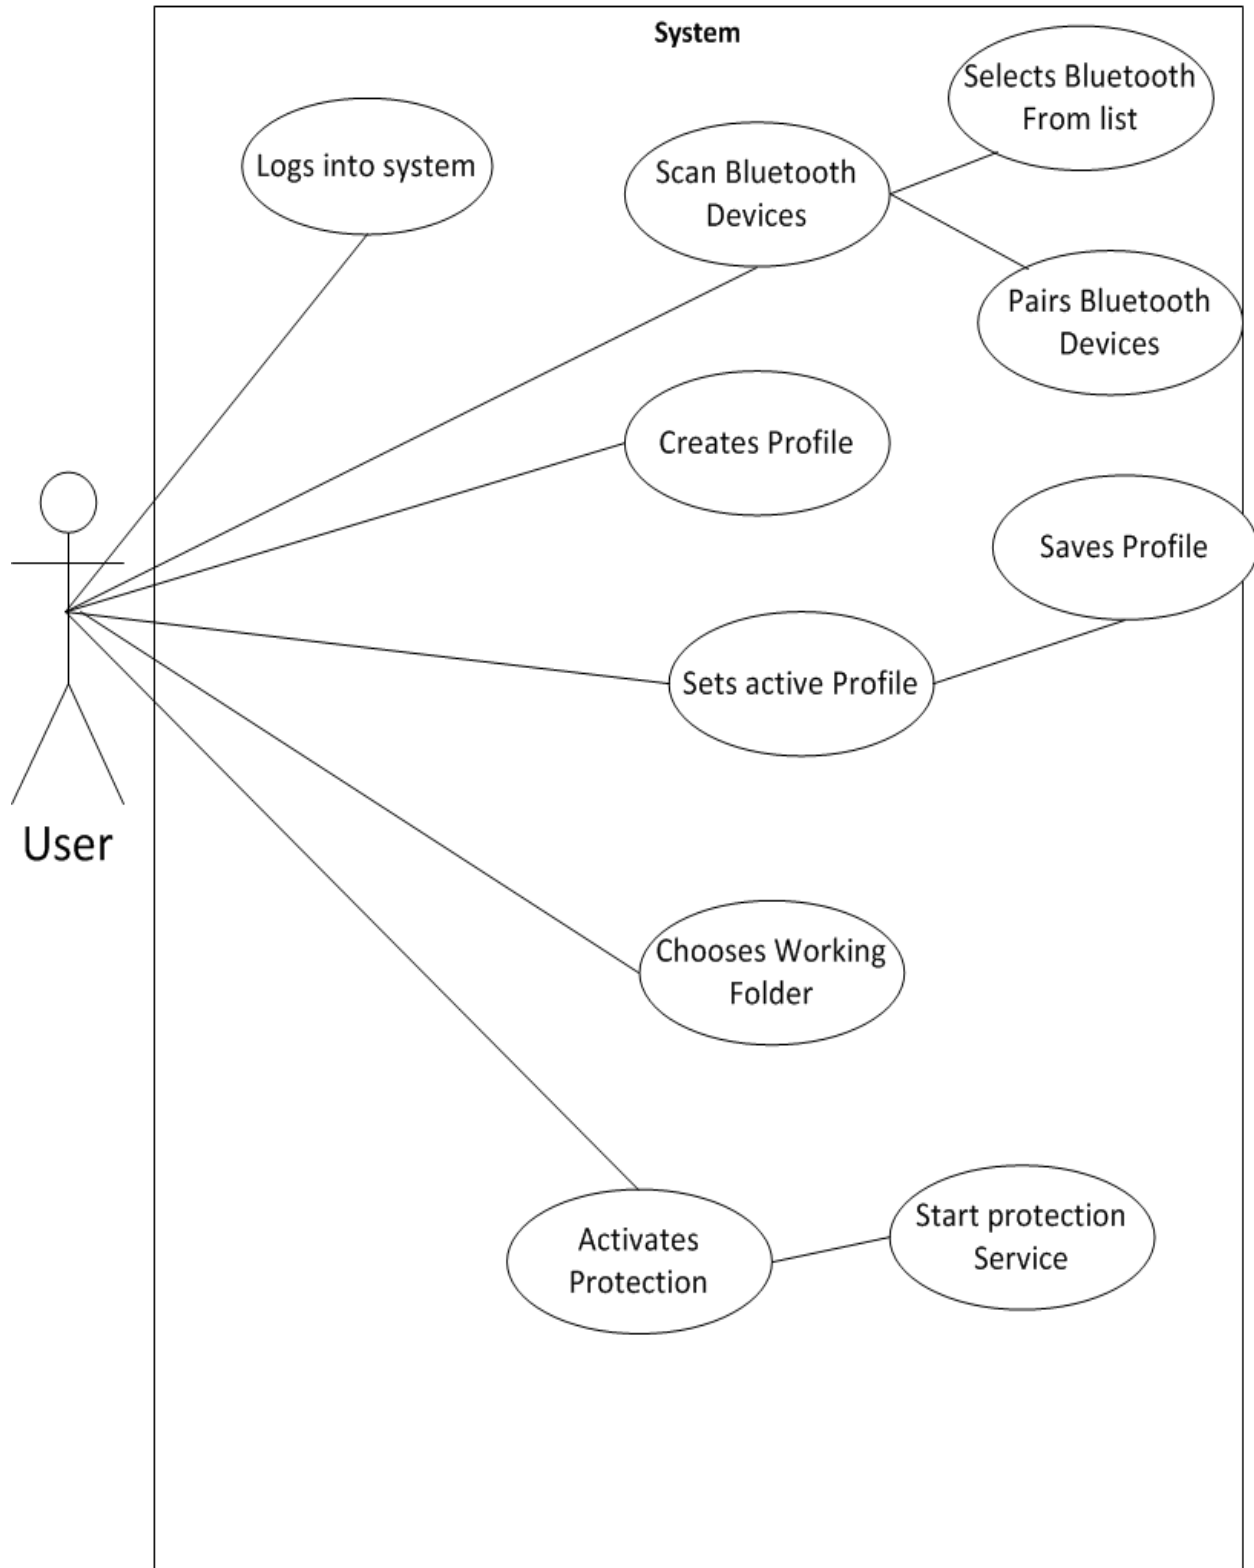 System
Selects Bluetooth
From list
Logs into system
Scan Bluetooth
Devices
Pairs Bluetooth
Devices
Creates Profile
Saves Profile
Sets active Profile
User
Chooses Working
Folder
Activates
Protection
Start protection
Service